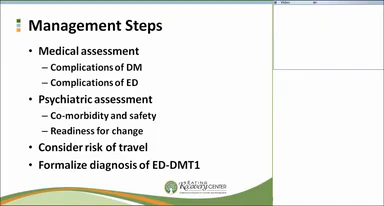 Management Steps
• Medical assessment
– Complications of DM
– Complications of ED
• Psychiatric assessment
– Co-morbidity and safety
– Readiness for change
• Consider risk of travel
• Formalize diagnosis of ED-DMT1
EATING
RECOVERY CENTER